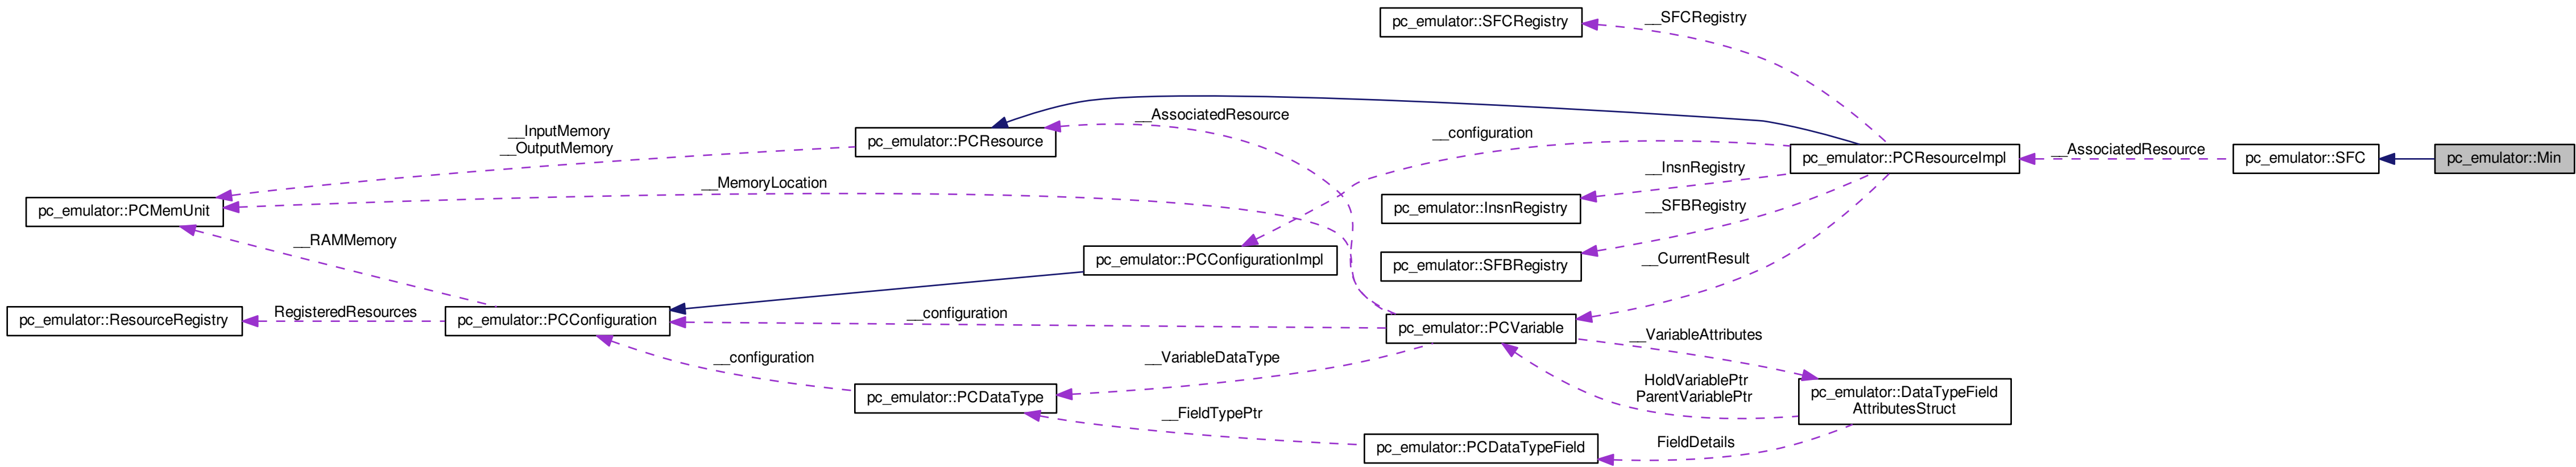 pc_emulator::SFCRegistry
__SFCRegistry
__AssociatedResource
__InputMemory
__OutputMemory
pc_emulator::PCResource
__configuration
pc_emulator::PCResourceImpl
__AssociatedResource
pc_emulator::SFC
pc_emulator::Min
__InsnRegistry
__MemoryLocation
pc_emulator::PCMemUnit
pc_emulator::InsnRegistry
__SFBRegistry
__RAMMemory
pc_emulator::PCConfigurationImpl
pc_emulator::SFBRegistry
__CurrentResult
pc_emulator::ResourceRegistry
RegisteredResources
pc_emulator::PCConfiguration
__configuration
pc_emulator::PCVariable
__VariableAttributes
__configuration
__VariableDataType
HoldVariablePtr
ParentVariablePtr
pc_emulator::DataTypeField
AttributesStruct
pc_emulator::PCDataType
__FieldTypePtr
pc_emulator::PCDataTypeField
FieldDetails